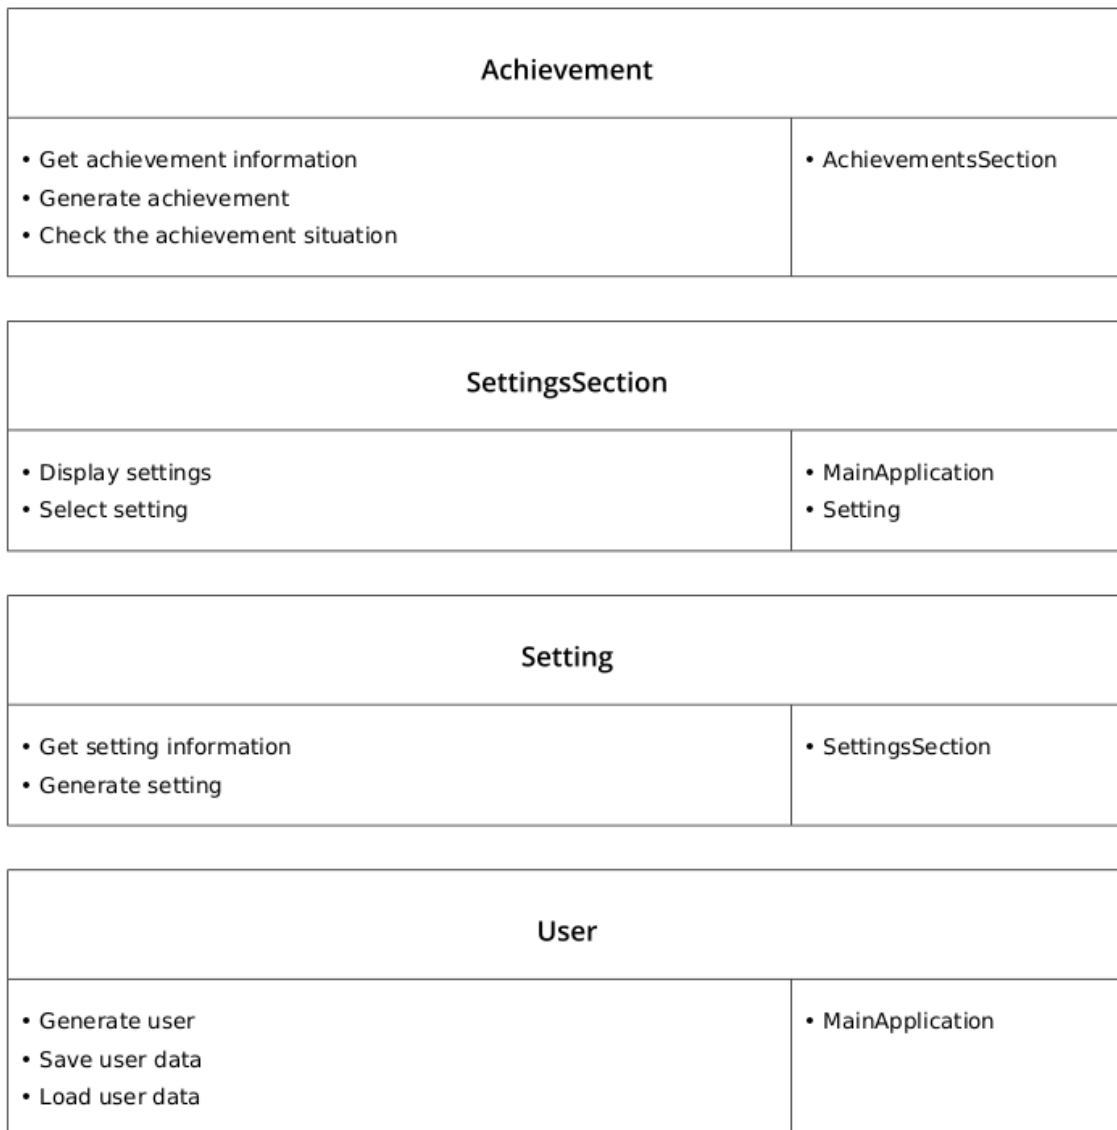 Achievement
• Get achievement information
• Generate achievement
• Check the achievement situation
• AchievementsSection
SettingsSection
• Display settings
• Select setting
• MainApplication
• Setting
Setting
• Get setting information
• Generate setting
• SettingsSection
User
• Generate user
• Save user data
• Load user data
• MainApplication